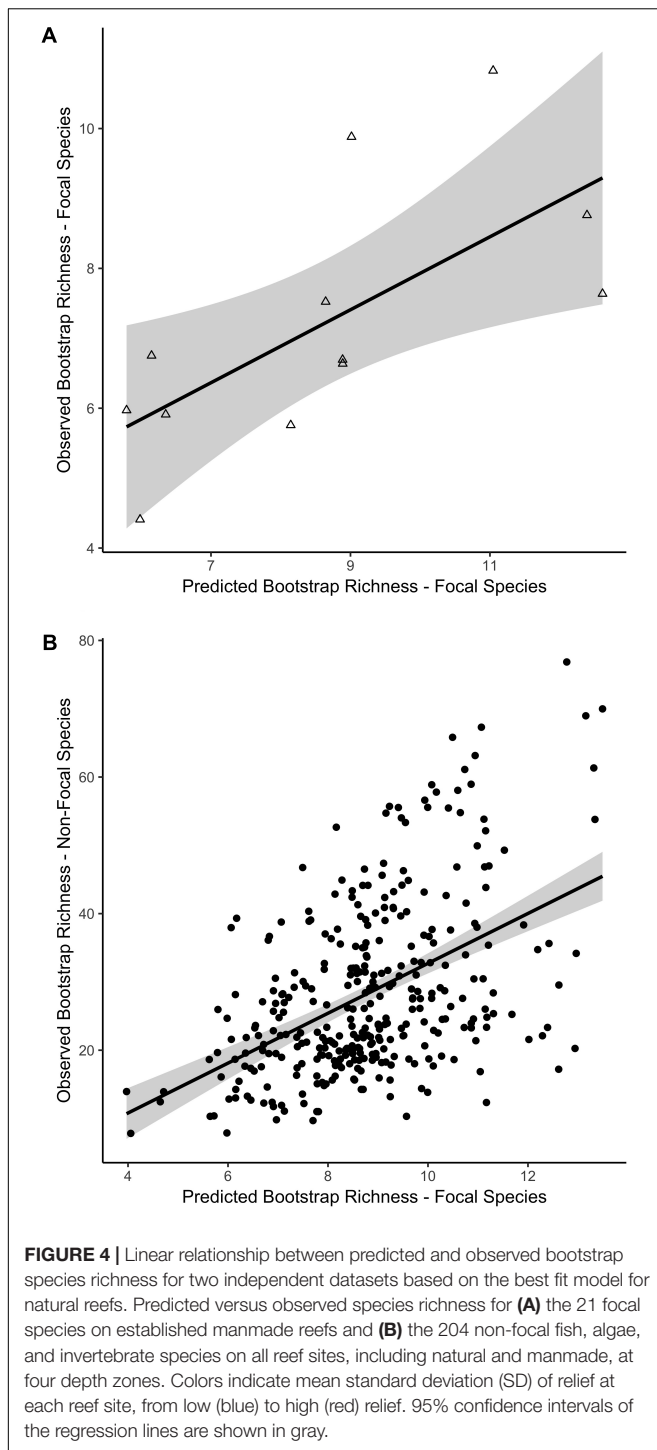 A
Observed Bootstrap Richness - Focal Species
10
8
6
4
7
9
11
Predicted Bootstrap Richness - Focal Species
B
Observed Bootstrap Richness - Non-Focal Species
80
60
40
20
4
6
8
10
12
Predicted Bootstrap Richness - Focal Species
FIGURE 4 | Linear relationship between predicted and observed bootstrap
species richness for two independent datasets based on the best fit model for
natural reefs. Predicted versus observed species richness for (A) the 21 focal
species on established manmade reefs and (B) the 204 non-focal fish, algae,
and invertebrate species on all reef sites, including natural and manmade, at
four depth zones. Colors indicate mean standard deviation (SD) of relief at
each reef site, from low (blue) to high (red) relief. 95% confidence intervals of
the regression lines are shown in gray.